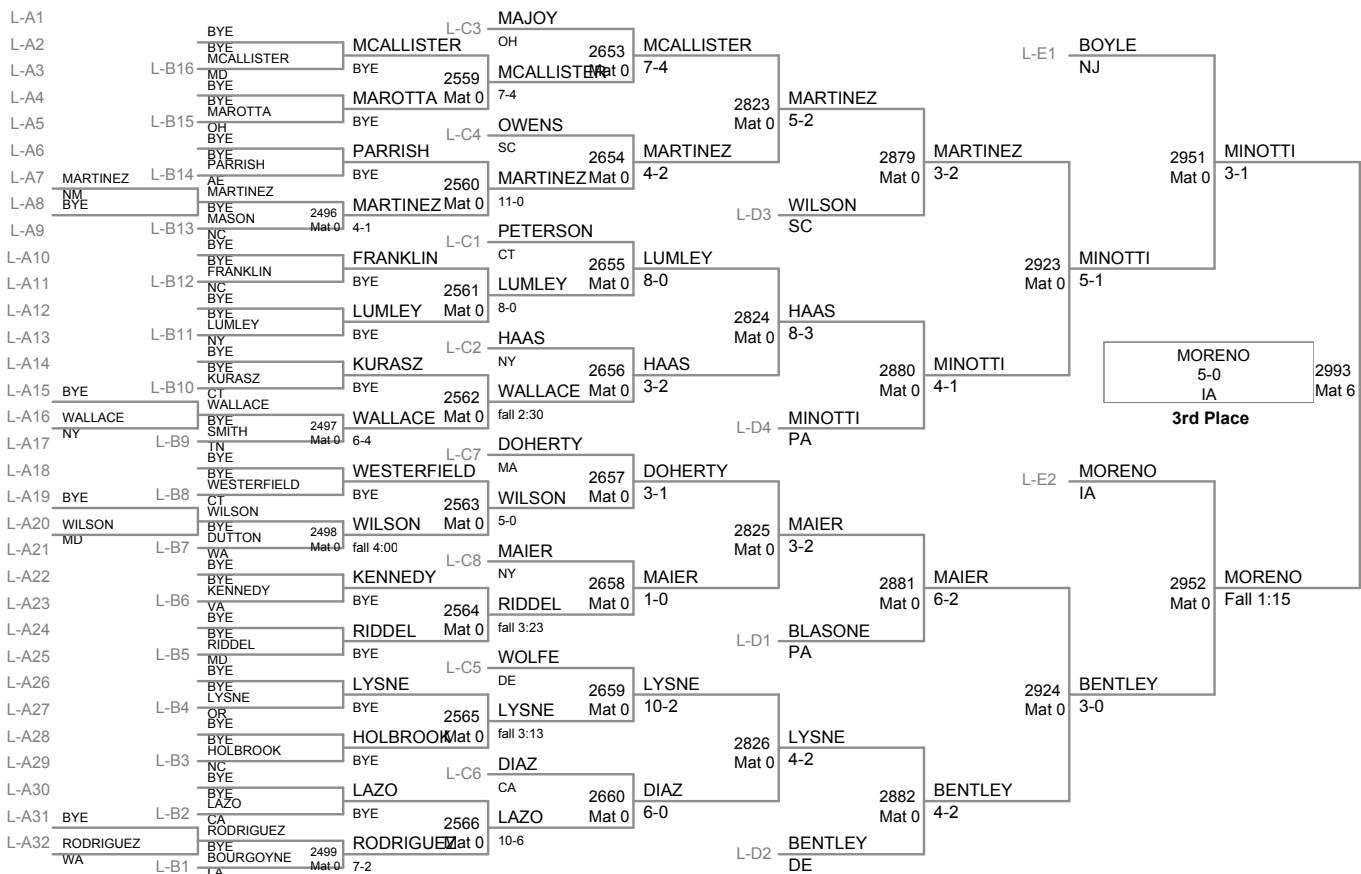 L-A1
L-A2
L-A3
L-A4
L-A5
L-A6
L-A7
L-A8
L-A9
L-A10
L-A11
L-A12
L-A13
L-A14
L-A15
L-A16
L-A17
L-A18
L-A19
L-A20
L-A21
L-A22
L-A23
L-A24
L-A25
L-A26
L-A27
L-A28
L-A29
L-A30
L-A31
L-A32
MARTINEZ
NM
BYE
BYE
WALLACE
NY
BYE
WILSON
MD
BYE
RODRIGUEZ
WA
BYE
BYE
L-B16 MCALLISTER
MD
BYE
BYE
L-B15 MAROTTA
OH
BYE
BYE
L-B14 PARRISH
AE
MARTINEZ
BYE
L-B13 MASON
NC
2496
Mat 0
BYE
BYE
L-B12 FRANKLIN
NC
BYE
BYE
L-B11 LUMLEY
NY
BYE
BYE
L-B10 KURASZ
CT
WALLACE
BYE
L-B9 SMITH
TN
2497
Mat 0
BYE
BYE
L-B8 WESTERFIELD
CT
WILSON
BYE
L-B7 DUTTON
WA
2498
Mat 0
BYE
BYE
L-B6 KENNEDY
VA
BYE
BYE
L-B5 RIDDEL
MD
BYE
BYE
L-B4 LYSNE
OR
BYE
BYE
L-B3 HOLBROOK
NC
BYE
BYE
L-B2 LAZO
CA
RODRIGUEZ
BYE
L-B1 BOURGOYNE
LA
2499
Mat 0
MCALLISTER
BYE
2559
Mat 0
MAROTTA
BYE
PARRISH
BYE
2560
Mat 0
MARTINEZ
4-1
FRANKLIN
BYE
2561
Mat 0
LUMLEY
BYE
KURASZ
BYE
2562
Mat 0
WALLACE
6-4
WESTERFIELD
BYE
2563
Mat 0
WILSON
fall 4:00
KENNEDY
BYE
2564
Mat 0
RIDDEL
BYE
LYSNE
BYE
2565
Mat 0
HOLBROOK
BYE
LAZO
BYE
2566
Mat 0
RODRIGUEZ
7-2
L-C3 MAJOY
OH
2653
Mat 0
MCALLISTER
7-4
L-C4 OWENS
SC
2654
Mat 0
MARTINEZ
11-0
L-C1 PETERSON
CT
2655
Mat 0
LUMLEY
8-0
L-C2 HAAS
NY
2656
Mat 0
WALLACE
fall 2:30
L-C7 DOHERTY
MA
2657
Mat 0
WILSON
5-0
L-C8 MAIER
NY
2658
Mat 0
RIDDEL
fall 3:23
L-C5 WOLFE
DE
2659
Mat 0
LYSNE
fall 3:13
L-C6 DIAZ
CA
2660
Mat 0
LAZO
10-6
MCALLISTER
7-4
2823
Mat 0
MARTINEZ
4-2
LUMLEY
8-0
2824
Mat 0
HAAS
3-2
DOHERTY
3-1
2825
Mat 0
MAIER
1-0
LYSNE
10-2
2826
Mat 0
DIAZ
6-0
MARTINEZ
5-2
2879
Mat 0
L-D3 WILSON
SC
HAAS
8-3
2880
Mat 0
L-D4 MINOTTI
PA
MAIER
3-2
2881
Mat 0
L-D1 BLASONE
PA
LYSNE
4-2
2882
Mat 0
L-D2 BENTLEY
DE
MARTINEZ
3-2
2923
Mat 0
MINOTTI
4-1
MAIER
6-2
2924
Mat 0
BENTLEY
4-2
L-E1 BOYLE
NJ
2951
Mat 0
MINOTTI
5-1
L-E2 MORENO
IA
2952
Mat 0
BENTLEY
3-0
MINOTTI
3-1
MORENO
5-0
IA
2993
Mat 6
3rd Place
MORENO
Fall 1:15